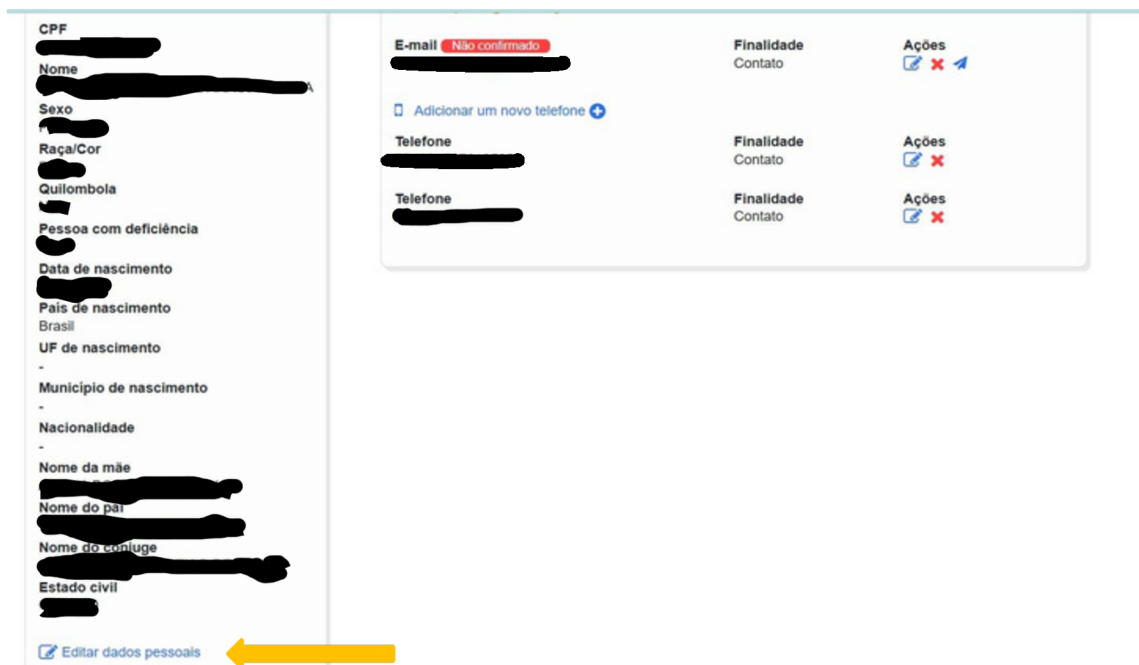 CPF
Nome
Sexo
Raça/Cor
Quilombola
Pessoa com deficiência
Data de nascimento
País de nascimento
Brasil
UF de nascimento
-
Município de nascimento
-
Nacionalidade
-
Nome da mãe
Nome do pai
Nome do conjuge
Estado civil
Editar dados pessoais
E-mail Não confirmado Finalidade Ações
Contato
Adicionar um novo telefone
Telefone Finalidade Ações
Contato
Telefone Finalidade Ações
Contato